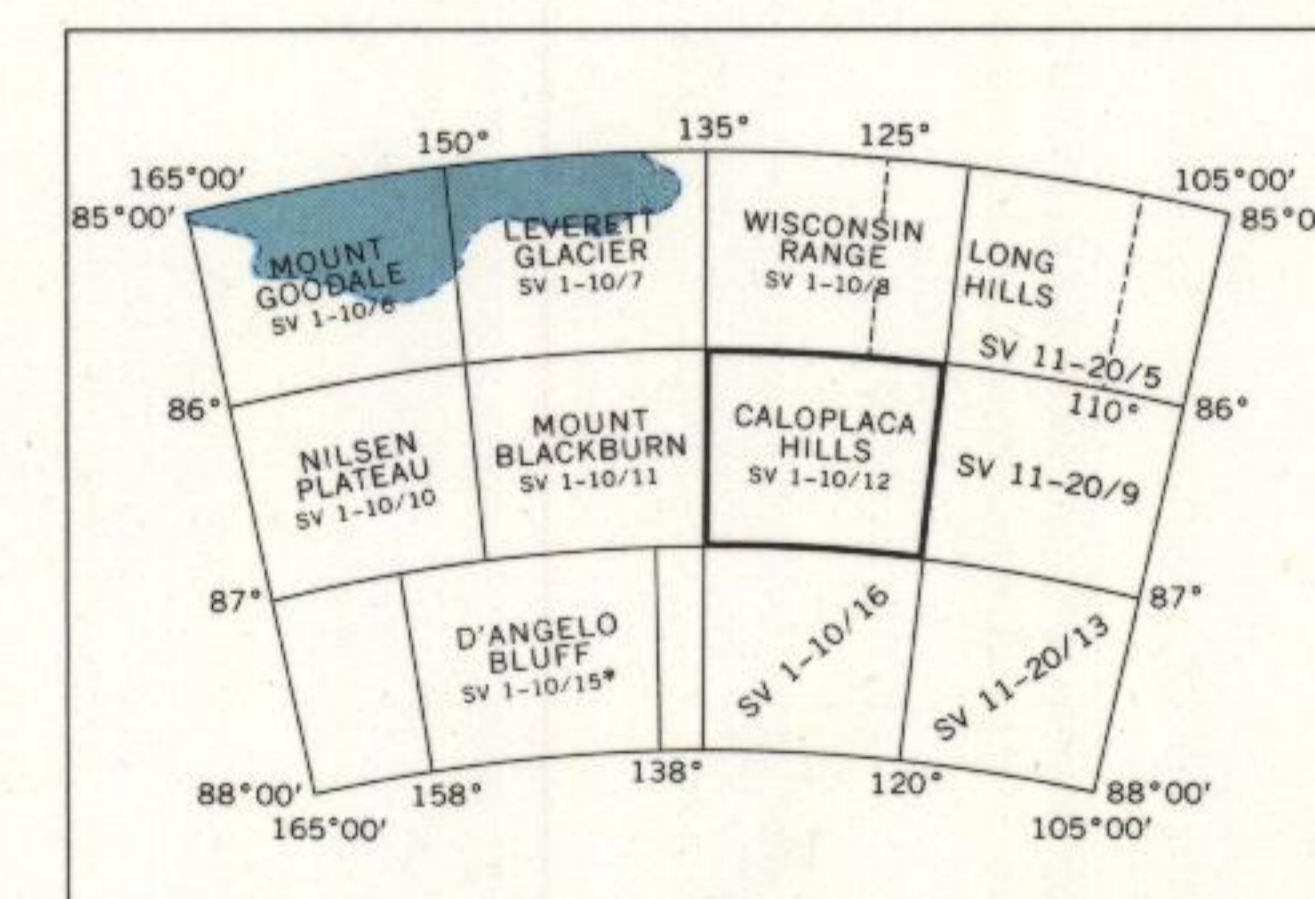 135°
150°
125°
165°00'
105°00'
85°00'
85°0
MOUNT
GOODALE
SV 1-10/6
LEVERETT
GLACIER
SV 1-10/7
WISCONSIN
RANGE
SV 1-10/8
LONG
HILLS
SV 11-20/5
86°
110°
86°
NILSEN
PLATEAU
SV 1-10/10
MOUNT
BLACKBURN
SV 1-10/11
CALOPLACA
HILLS
SV 1-10/12
SV 11-20/9
87°
87°
D'ANGELO
BLUFF
SV 1-10/15*
SV 1-10/16
SV 11-20/13
88°00'
165°00'
158°
138°
120°
88°00'
105°00'